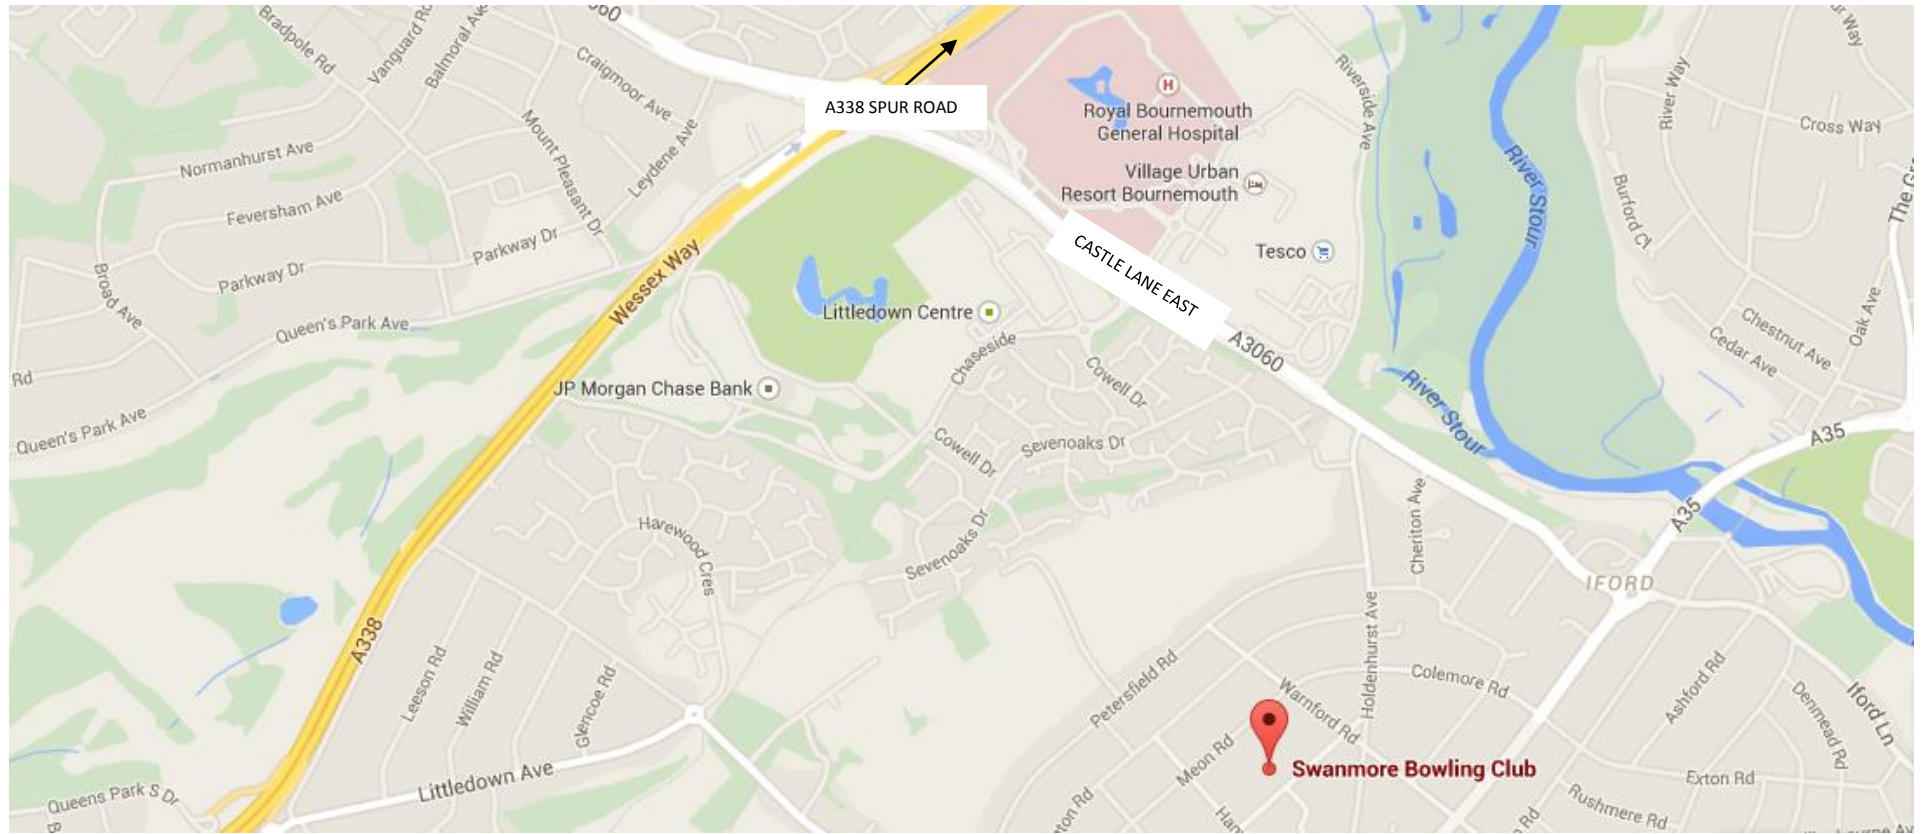 Bradpole Rd
Vanguard Rd
Balmoral Ave
Craigmoor Ave
Mount Pleasant Dr
Leydene Ave
Normanhurst Ave
Feversham Ave
Parkway Dr
Parkway Dr
Broad Ave
Queen's Park Ave
Rd
Queen's Park Ave
Wessex Way
A338 SPUR ROAD
H
Royal Bournemouth
General Hospital
Village Urban
Resort Bournemouth
Riverside Ave
River Stour
River Way
Cross Way
Burford Cl
Tesco
CASTLE LANE EAST
A3060
Littledown Centre
Chaseside
Cowell Dr
JP Morgan Chase Bank
Cowell Dr
Sevenoaks Dr
Sevenoaks Dr
River Stour
Chestnut Ave
Cedar Ave
Oak Ave
A35
A35
Harewood Cres
Cheriton Ave
IFORD
A338
Leeson Rd
William Rd
Glencoe Rd
Holdenhurst Ave
Petersfield Rd
Colemore Rd
Warnford Rd
Ashford Rd
Denmead Rd
Iford Ln
Meon Rd
Swanmore Bowling Club
Exton Rd
Rushmere Rd
Littledown Ave
Queens Park S Dr
Rd